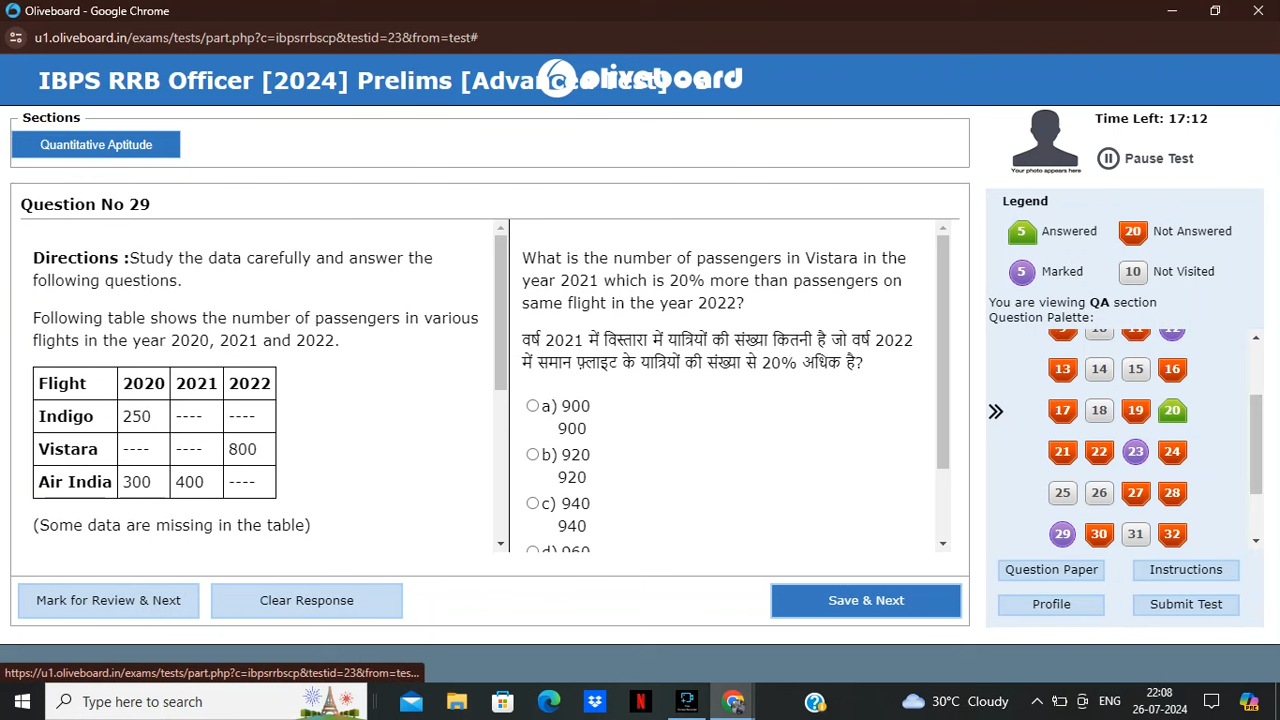 Oliveboard - Google Chrome
u1.oliveboard.in/exams/tests/part.php?c=ibpsrrbscp&testid=23&from=test#
IBPS RRB Officer [2024] Prelims [Advanced Test] -
oliveboard
Sections
Quantitative Aptitude
Your photo appears here
Time Left: 17:12
Pause Test
Question No 29
Directions :Study the data carefully and answer the
following questions.
Following table shows the number of passengers in various
flights in the year 2020, 2021 and 2022.
Flight 2020 2021 2022
Indigo 250 ---- ----
Vistara ---- ---- 800
Air India 300 400 ----
(Some data are missing in the table)
What is the number of passengers in Vistara in the
year 2021 which is 20% more than passengers on
same flight in the year 2022?
वर्ष 2021 में विस्तारा में यात्रियों की संख्या कितनी है जो वर्ष 2022
में समान फ़्लाइट के यात्रियों की संख्या से 20% अधिक है?
a) 900
900
b) 920
920
c) 940
940
d) 960
Mark for Review & Next
Clear Response
Save & Next
Legend
5 Answered 20 Not Answered
5 Marked 10 Not Visited
You are viewing QA section
Question Palette:
9 10 11 12
13 14 15 16
17 18 19 20
21 22 23 24
25 26 27 28
29 30 31 32
Question Paper Instructions
Profile Submit Test
https://u1.oliveboard.in/exams/tests/part.php?c=ibpsrrbscp&testid=23&from=tes...
Type here to search
30°C Cloudy
ENG
22:08
26-07-2024
PRE